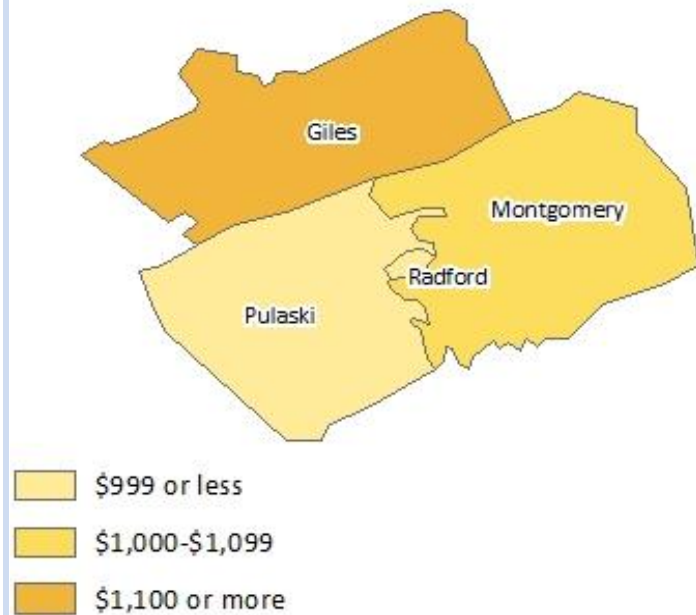 Giles
Montgomery
Radford
Pulaski
$999 or less
$1,000-$1,099
$1,100 or more